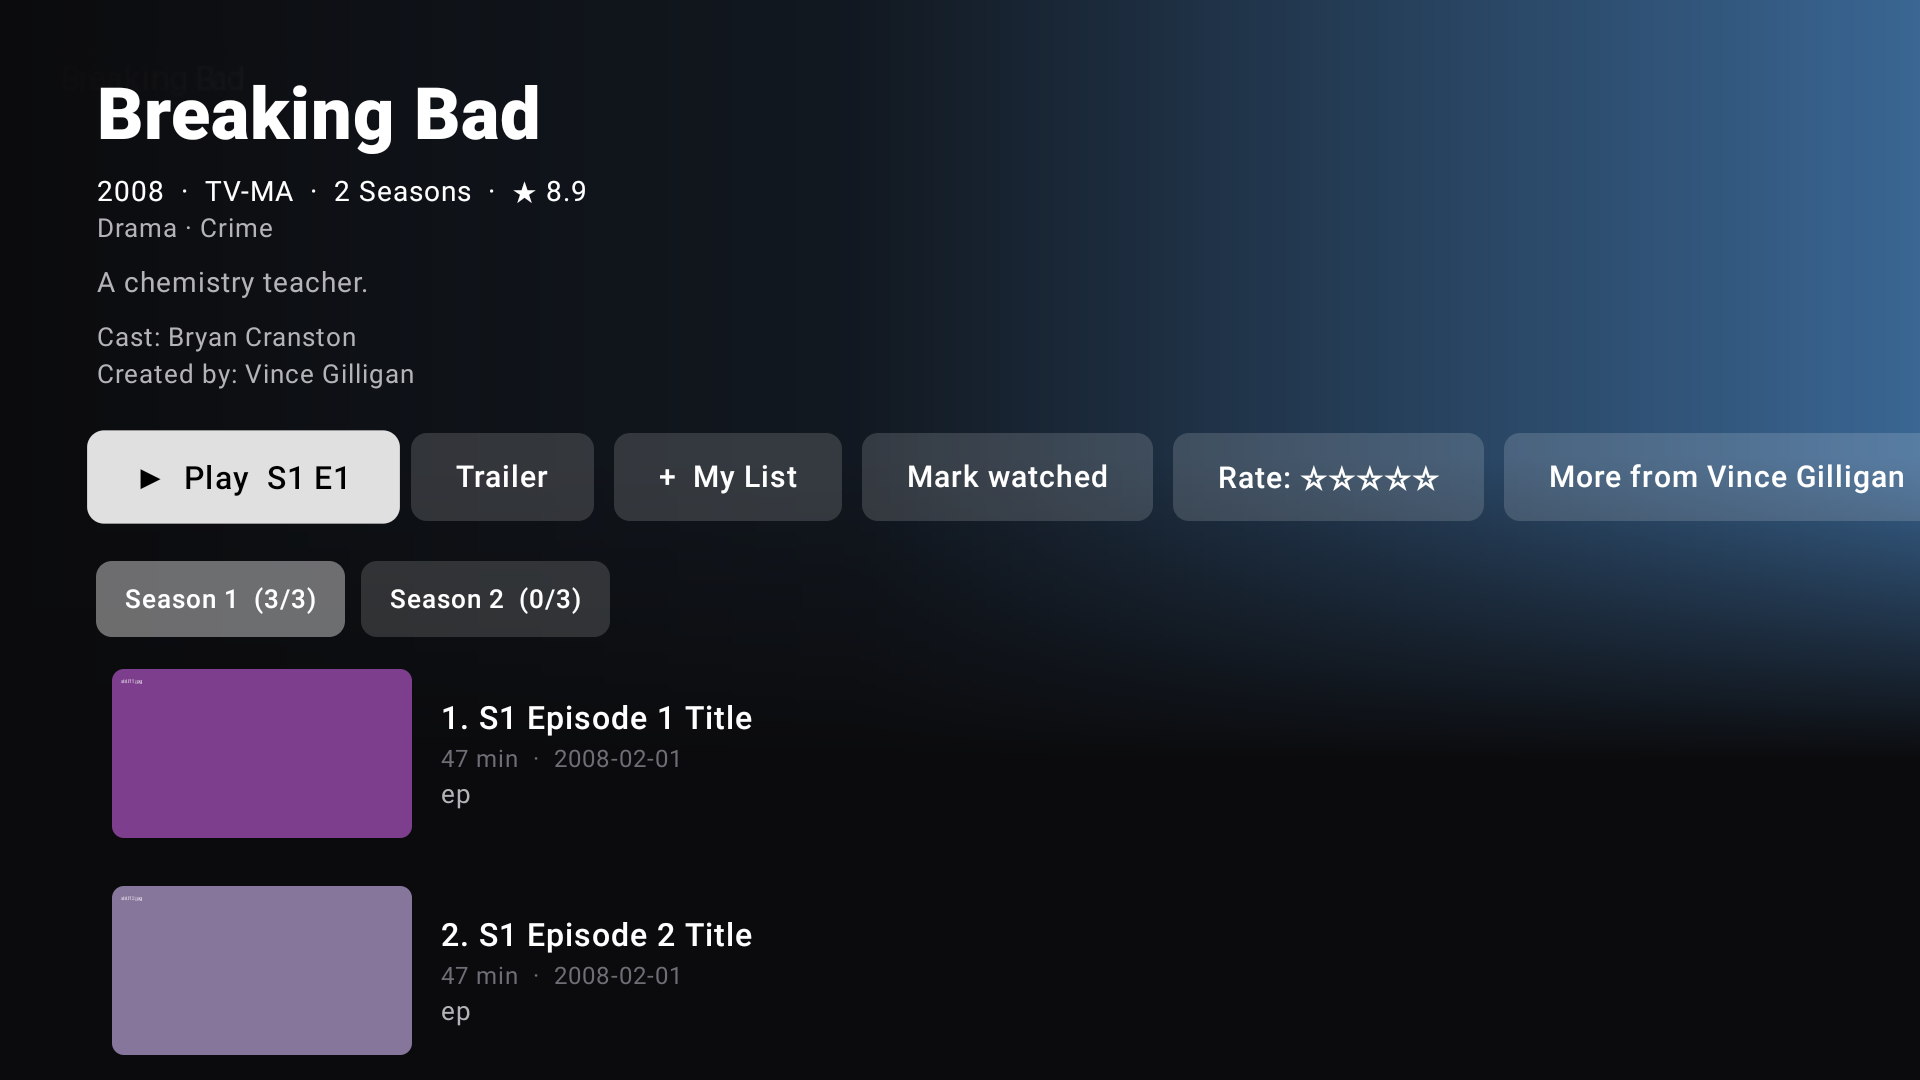 Breaking Bad
Breaking Bad
2008 · TV-MA · 2 Seasons · ★ 8.9
Drama · Crime
A chemistry teacher.
Cast: Bryan Cranston
Created by: Vince Gilligan
▶ Play S1 E1
Trailer
+ My List
Mark watched
Rate: ☆☆☆☆☆
More from Vince Gilligan
Season 1 (3/3)
Season 2 (0/3)
1. S1 Episode 1 Title
47 min · 2008-02-01
ep
2. S1 Episode 2 Title
47 min · 2008-02-01
ep